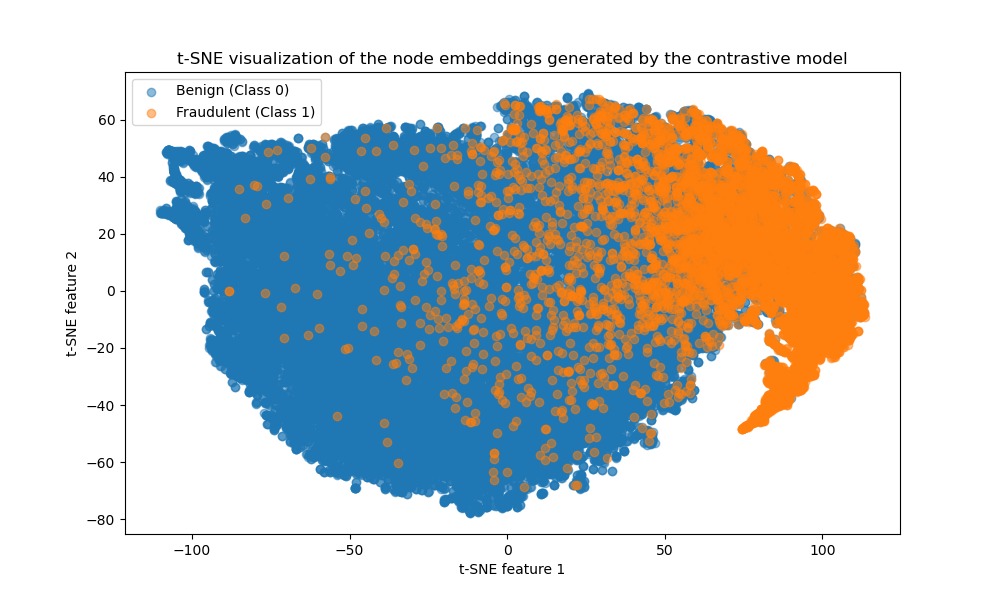 t-SNE visualization of the node embeddings generated by the contrastive model
Benign (Class 0)
Fraudulent (Class 1)
60
40
20
0
−20
−40
−60
−80
t-SNE feature 2
−100
−50
0
50
100
t-SNE feature 1